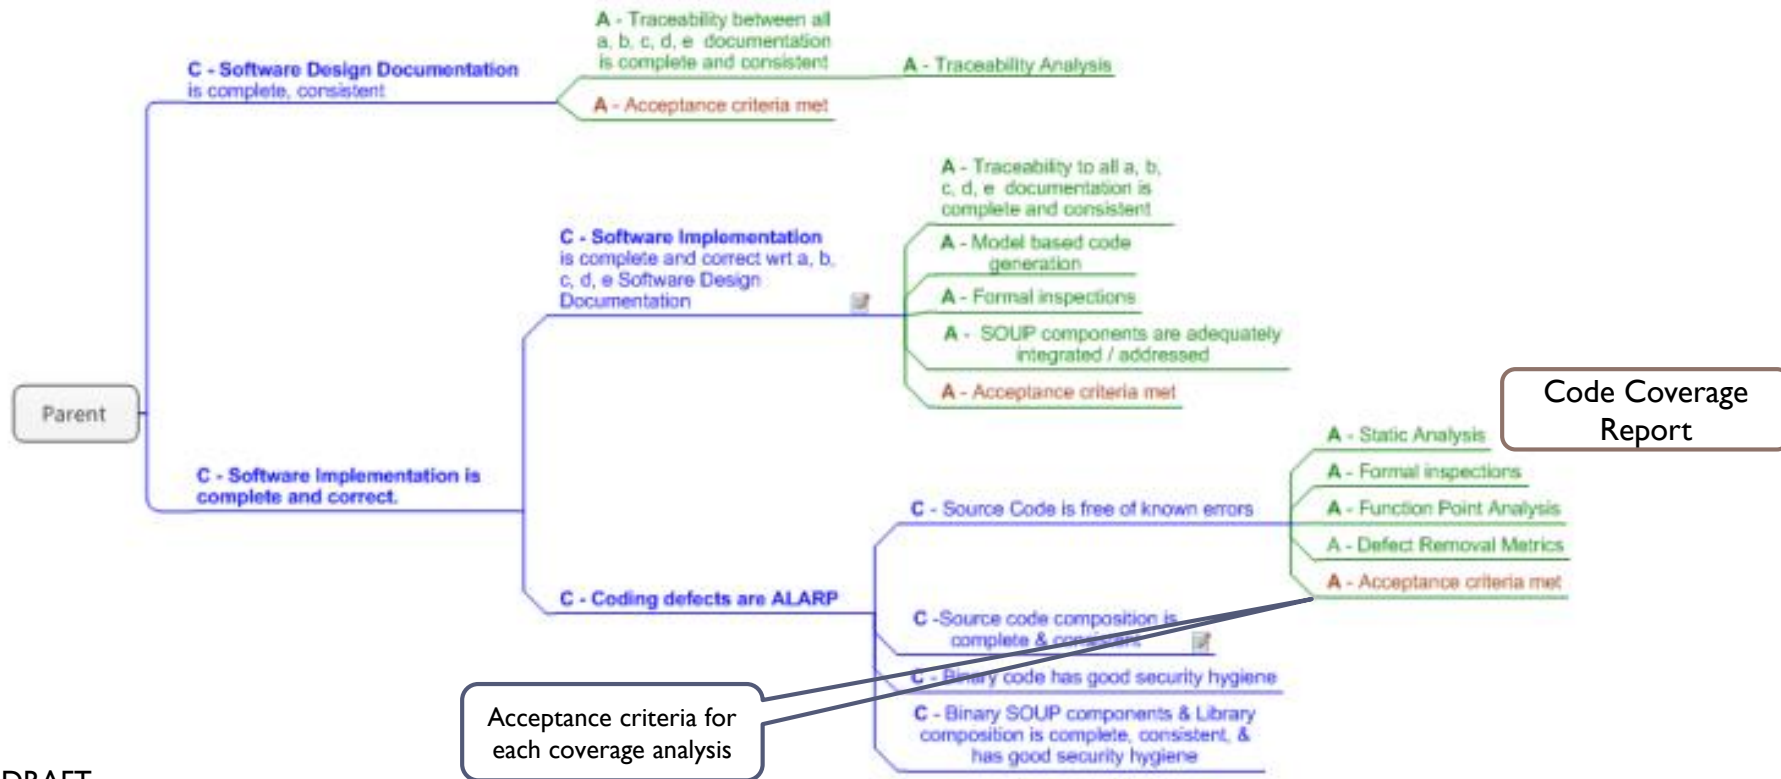 A - Traceability between all
a, b, c, d, e documentation
is complete and consistent
A - Traceability Analysis
C - Software Design Documentation
is complete, consistent
A - Acceptance criteria met
A - Traceability to all a, b,
c, d, e documentation is
complete and consistent
C - Software Implementation
is complete and correct wrt a, b,
c, d, e Software Design
Documentation
A - Model based code
generation
A - Formal inspections
A - SOUP components are adequately
integrated / addressed
A - Acceptance criteria met
Parent
Code Coverage
Report
C - Software Implementation is
complete and correct.
A - Static Analysis
A - Formal inspections
C - Source Code is free of known errors
A - Function Point Analysis
A - Defect Removal Metrics
A - Acceptance criteria met
C - Coding defects are ALARP
C -Source code composition is
complete & consistent
C - Binary code has good security hygiene
C - Binary SOUP components & Library
composition is complete, consistent, &
has good security hygiene
Acceptance criteria for
each coverage analysis
DRAFT